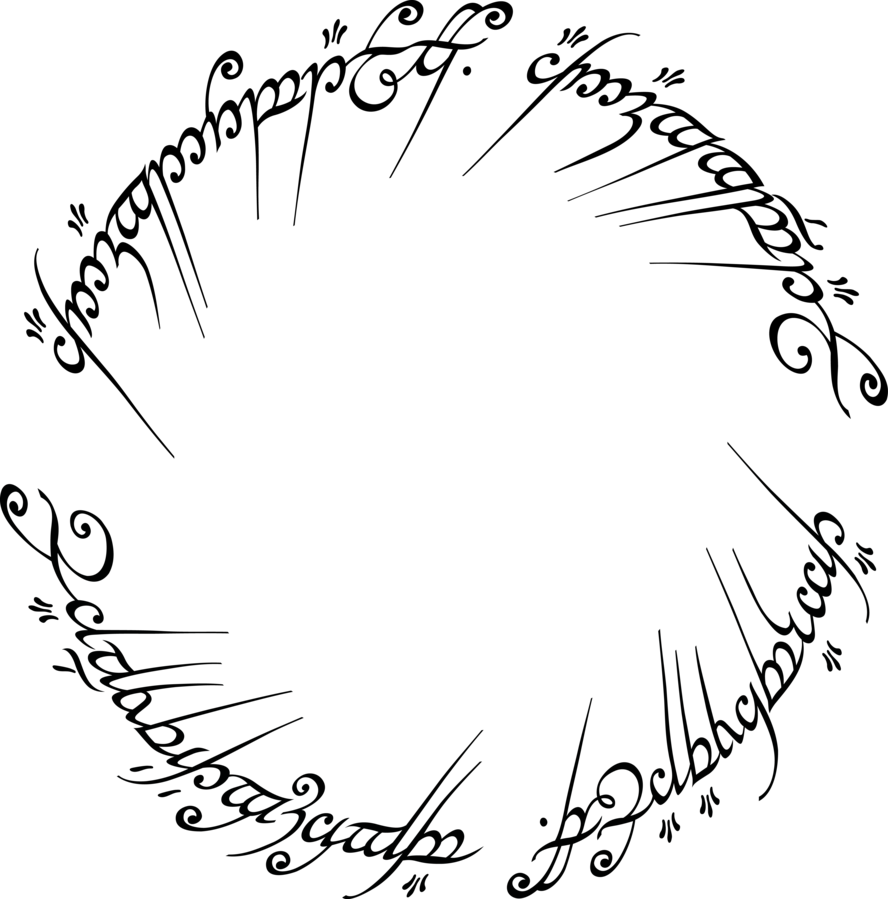 Ash nazg durbatulûk
ash nazg gimbatul
ash nazg thrakatulûk
agh burzum-ishi krimpatul